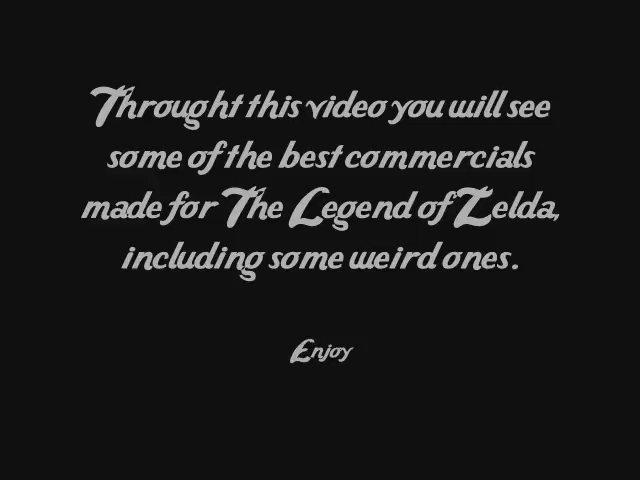 Throught this video you will see
some of the best commercials
made for The Legend of Zelda,
including some weird ones.
Enjoy